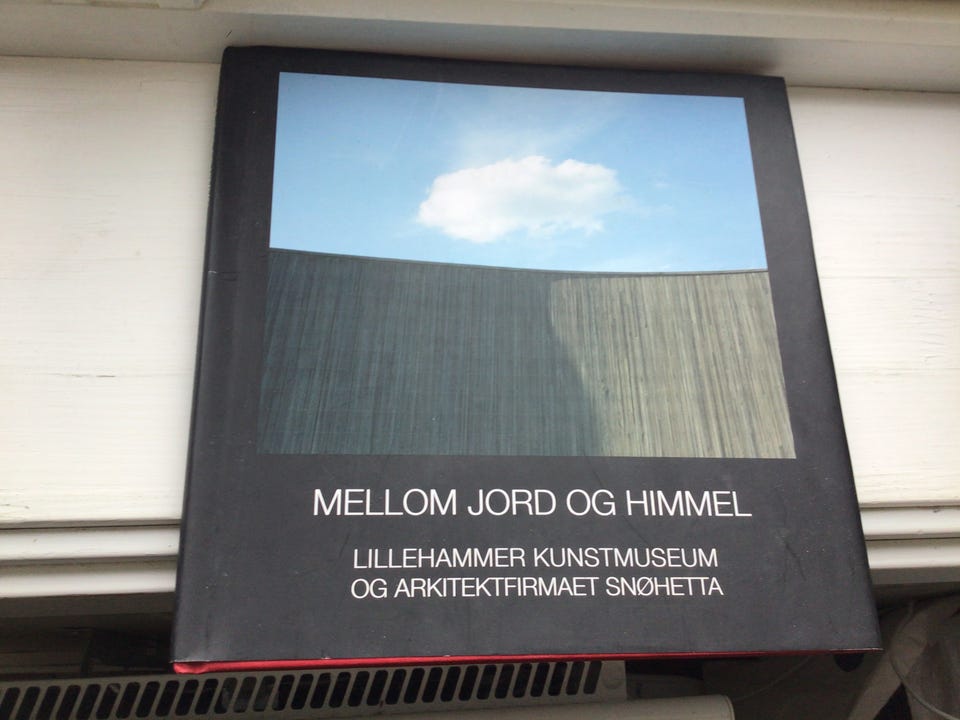 MELLOM JORD OG HIMMEL
LILLEHAMMER KUNSTMUSEUM
OG ARKITEKTFIRMAET SNØHETTA